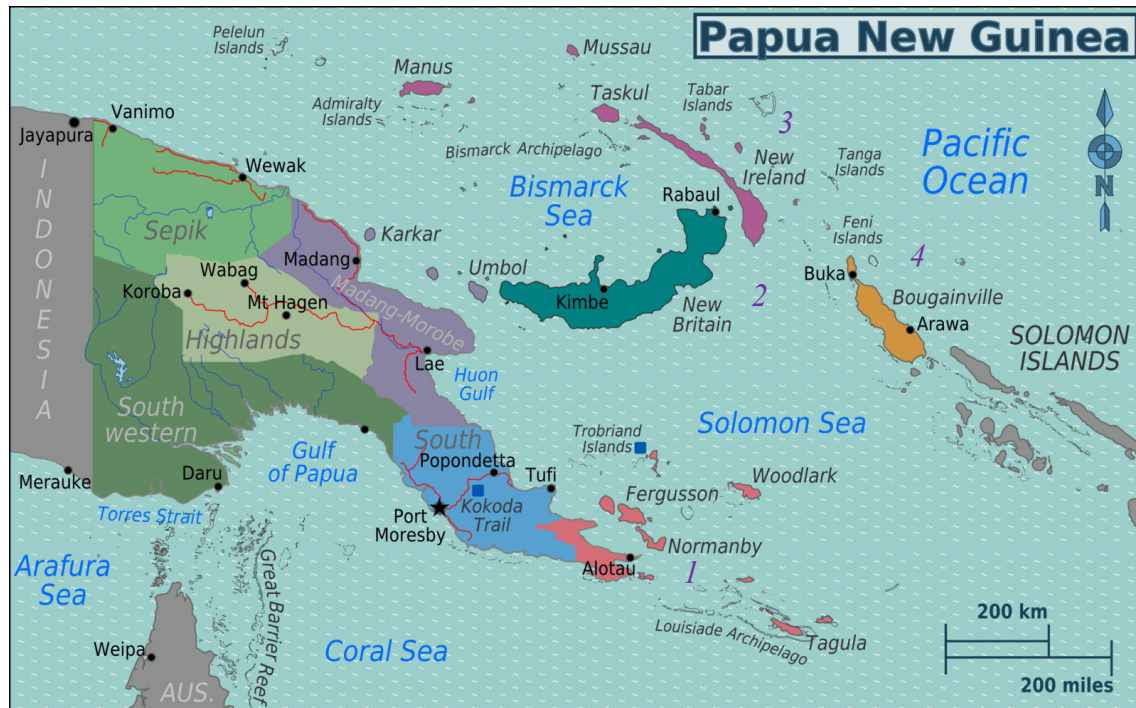 Papua New Guinea
Pelelun
Islands
Mussau
Manus
Taskul
Tabar
Islands
3
Admiralty
Islands
Vanimo
Jayapura
Bismarck Archipelago
Pacific
Ocean
N
New
Ireland
Tanga
Islands
Wewak
Bismarck
Sea
Rabaul
INDONESIA
Sepik
Karkar
Feni
Islands
4
Madang
Wabag
Umbol
Buka
Koroba
Mt Hagen
Madang-Morobe
Kimbe
2
New
Britain
Bougainville
Arawa
Highlands
SOLOMON
ISLANDS
Lae
Huon
Gulf
South
western
South
Solomon Sea
Trobriand
Islands
Gulf
of Papua
Popondetta
Tufi
Woodlark
Merauke
Daru
Fergusson
Kokoda
Trail
Torres Strait
Port
Moresby
Normanby
Arafura
Sea
Alotau
1
Great Barrier Reef
200 km
200 miles
Louisiade Archipelago
Tagula
Weipa
Coral Sea
AUS.